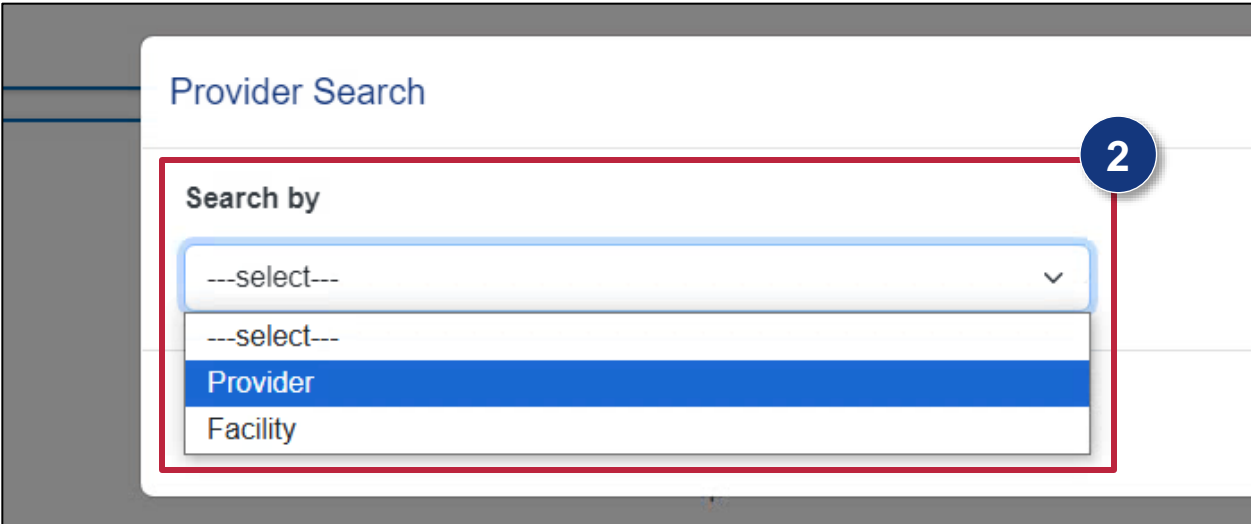 Provider Search
2
Search by
---select---
---select---
Provider
Facility